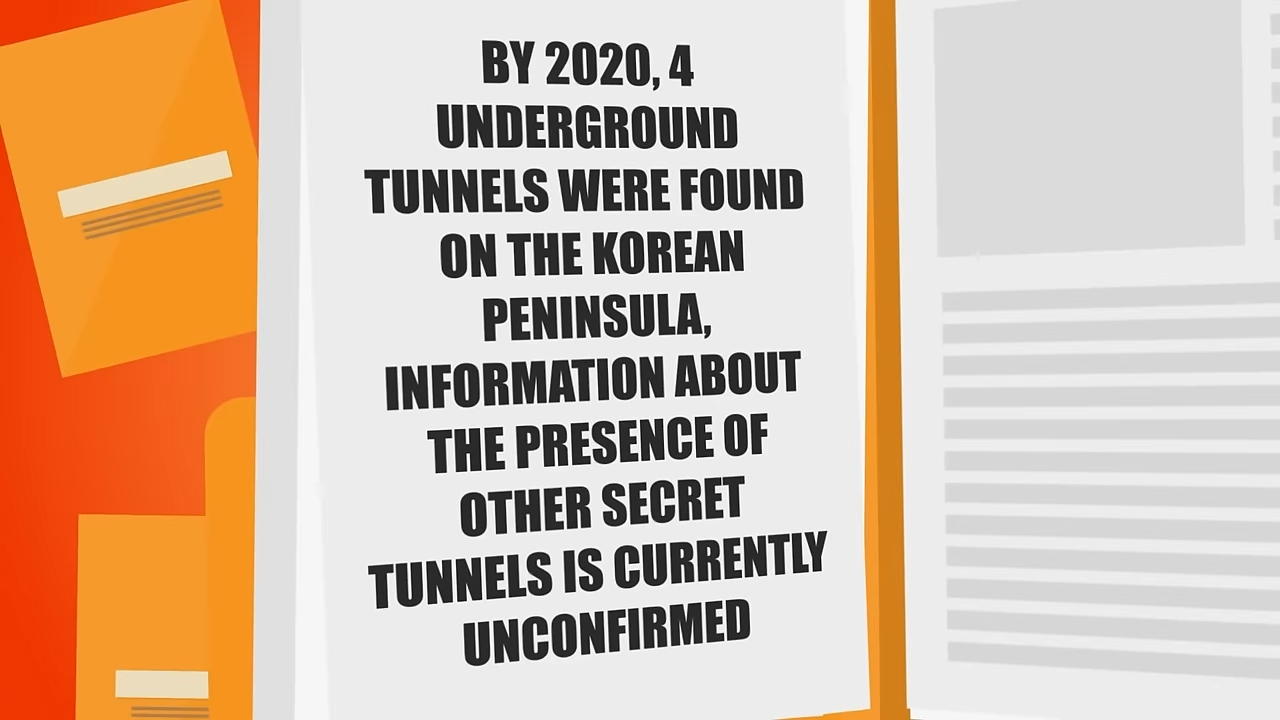 BY 2020, 4
UNDERGROUND
TUNNELS WERE FOUND
ON THE KOREAN
PENINSULA,
INFORMATION ABOUT
THE PRESENCE OF
OTHER SECRET
TUNNELS IS CURRENTLY
UNCONFIRMED